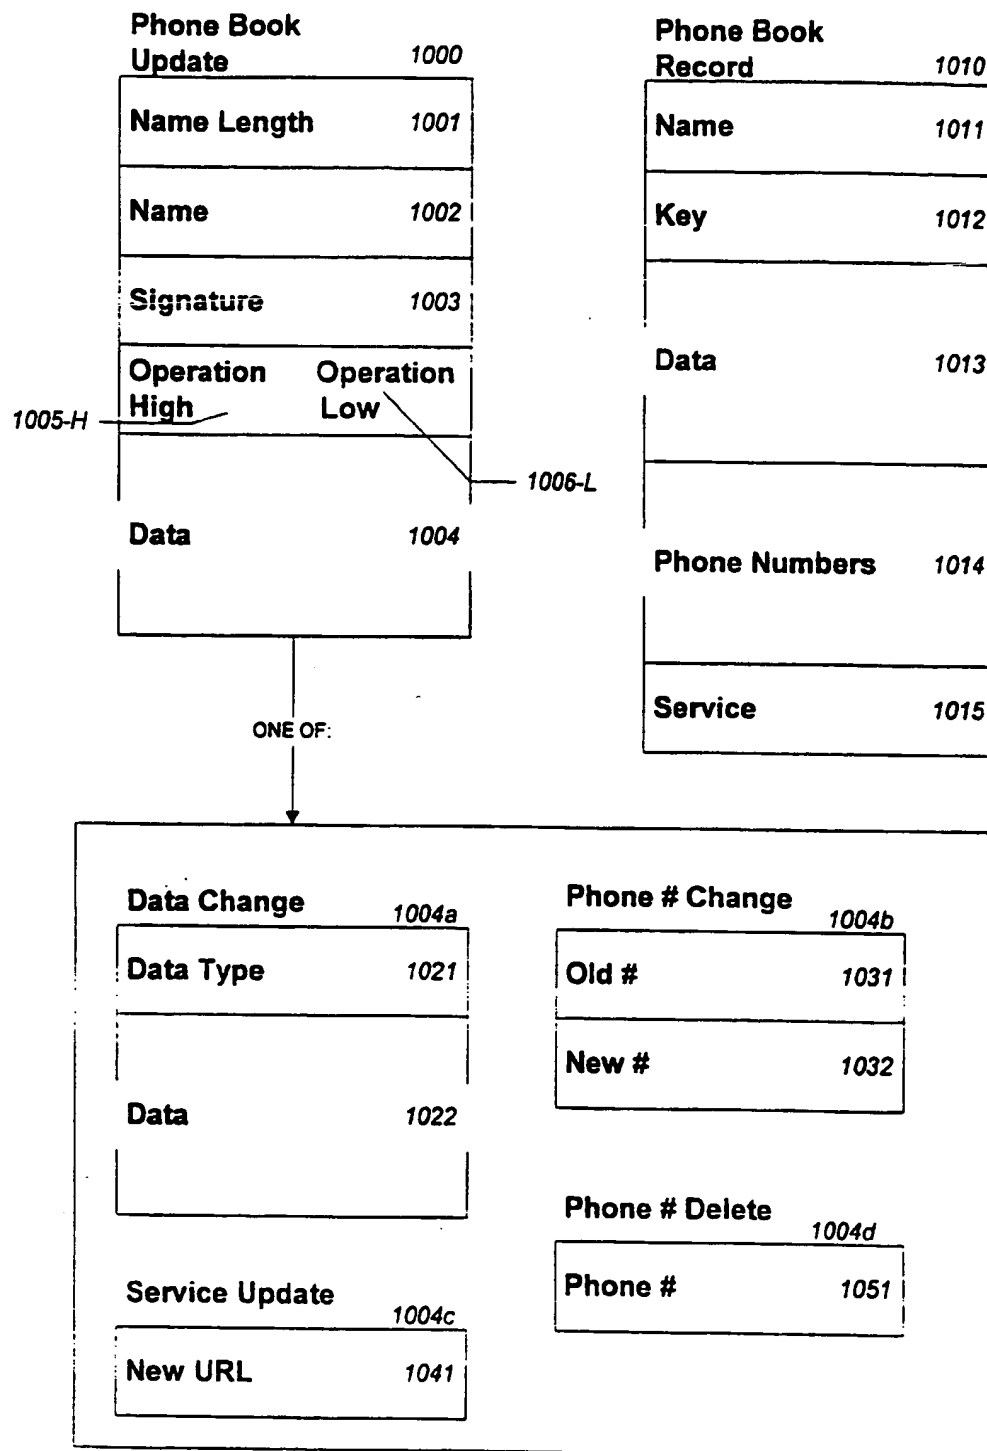 Phone Book
Update 1000
Name Length 1001
Name 1002
Signature 1003
Operation High Operation Low
1005-H
1006-L
Data 1004
Phone Book
Record 1010
Name 1011
Key 1012
Data 1013
Phone Numbers 1014
Service 1015
ONE OF:
Data Change 1004a
Data Type 1021
Data 1022
Phone # Change 1004b
Old # 1031
New # 1032
Service Update 1004c
New URL 1041
Phone # Delete 1004d
Phone # 1051